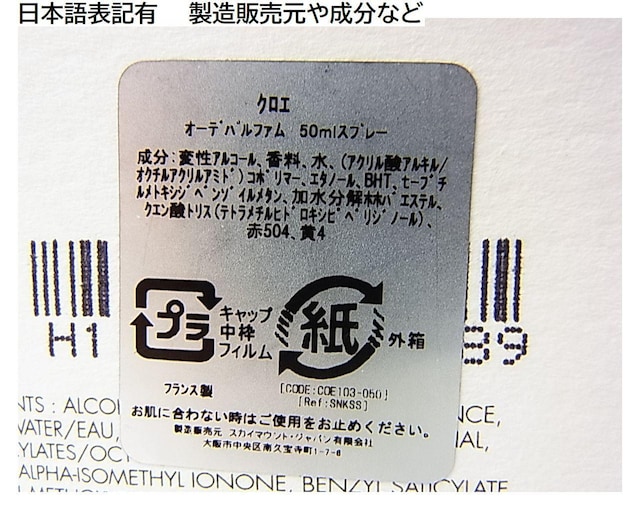 日本語表記有　製造販売元や成分など
クロエ
オーデパルファム 50mlスプレー
成分：変性アルコール、香料、水、(アクリル酸アルキル/
オクチルアクリルアミド)コポリマー、エタノール、BHT、t-ブチ
ルメトキシジベンゾイルメタン、加水分解ホホバエステル、
クエン酸トリス(テトラメチルヒドロキシピペリジノール)、
赤504、黄4
プラ
キャップ
中枠
フィルム
紙
外箱
フランス製
[CODE:COE103-050]
[Ref:SNKSS]
お肌に合わない時はご使用をお止めください。
製造販売元 スカイマウント・ジャパン有限会社
大阪市中央区南久宝寺町1-7-6
H1
39
NTS : ALCO
NCE,
WATER/EAU,
AL,
YLATES/OC
ALPHA-ISOMETHYL IONONE, BENZYL SALICYLATE